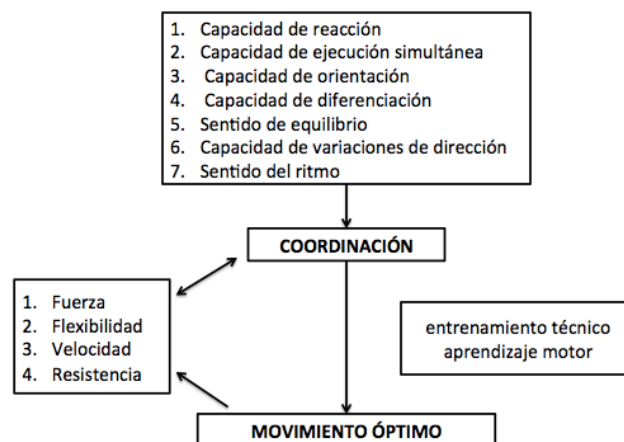 1. Capacidad de reacción
2. Capacidad de ejecución simultánea
3. Capacidad de orientación
4. Capacidad de diferenciación
5. Sentido de equilibrio
6. Capacidad de variaciones de dirección
7. Sentido del ritmo
COORDINACIÓN
1. Fuerza
2. Flexibilidad
3. Velocidad
4. Resistencia
entrenamiento técnico
aprendizaje motor
MOVIMIENTO ÓPTIMO